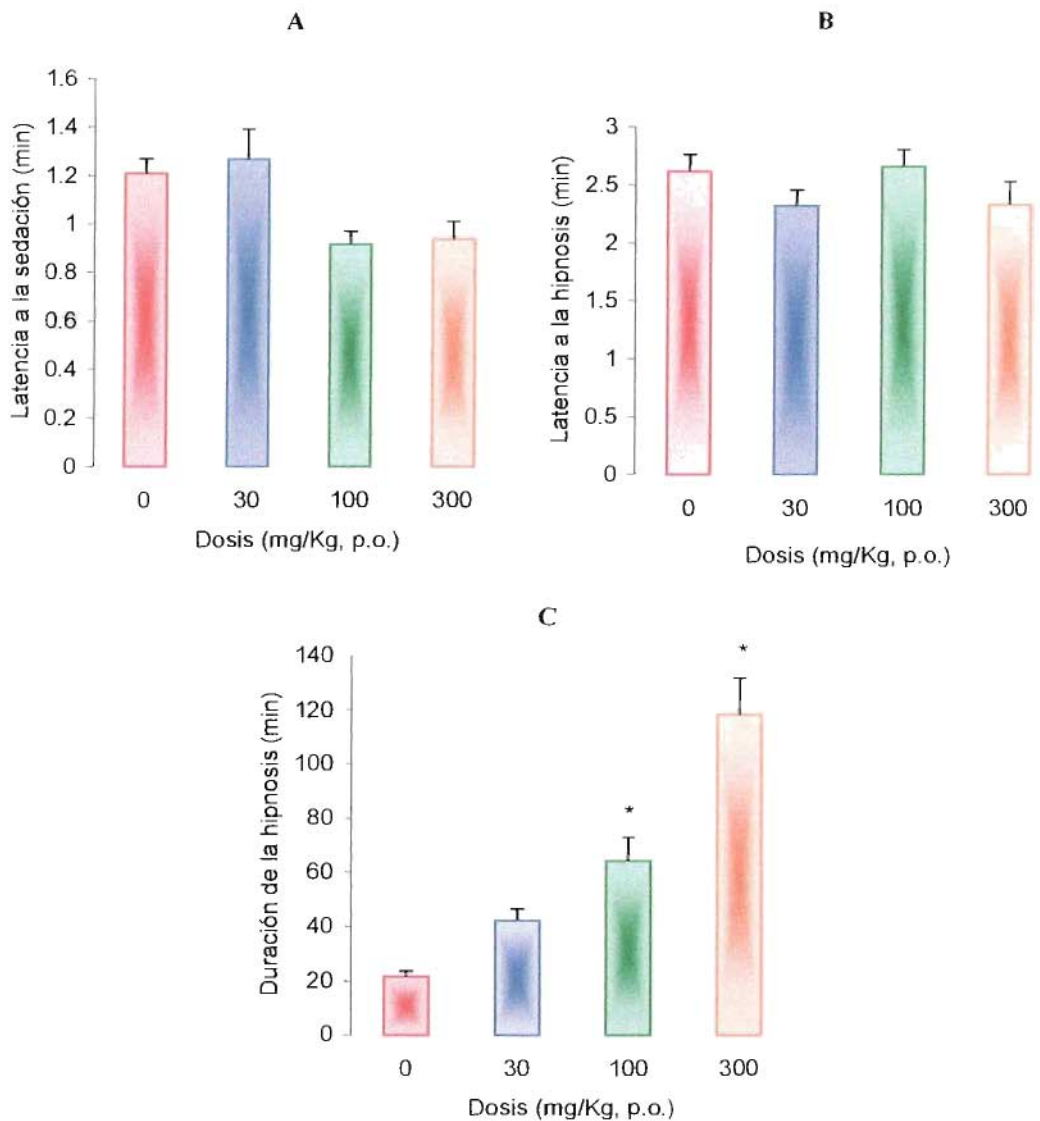 A
Latencia a la sedación (min)
1.6
1.4
1.2
1
0.8
0.6
0.4
0.2
0
0 30 100 300
Dosis (mg/Kg, p.o.)
B
Latencia a la hipnosis (min)
3
2.5
2
1.5
1
0.5
0
0 30 100 300
Dosis (mg/Kg, p.o.)
C
Duración de la hipnosis (min)
140
120
100
80
60
40
20
0
*
*
0 30 100 300
Dosis (mg/Kg, p.o.)